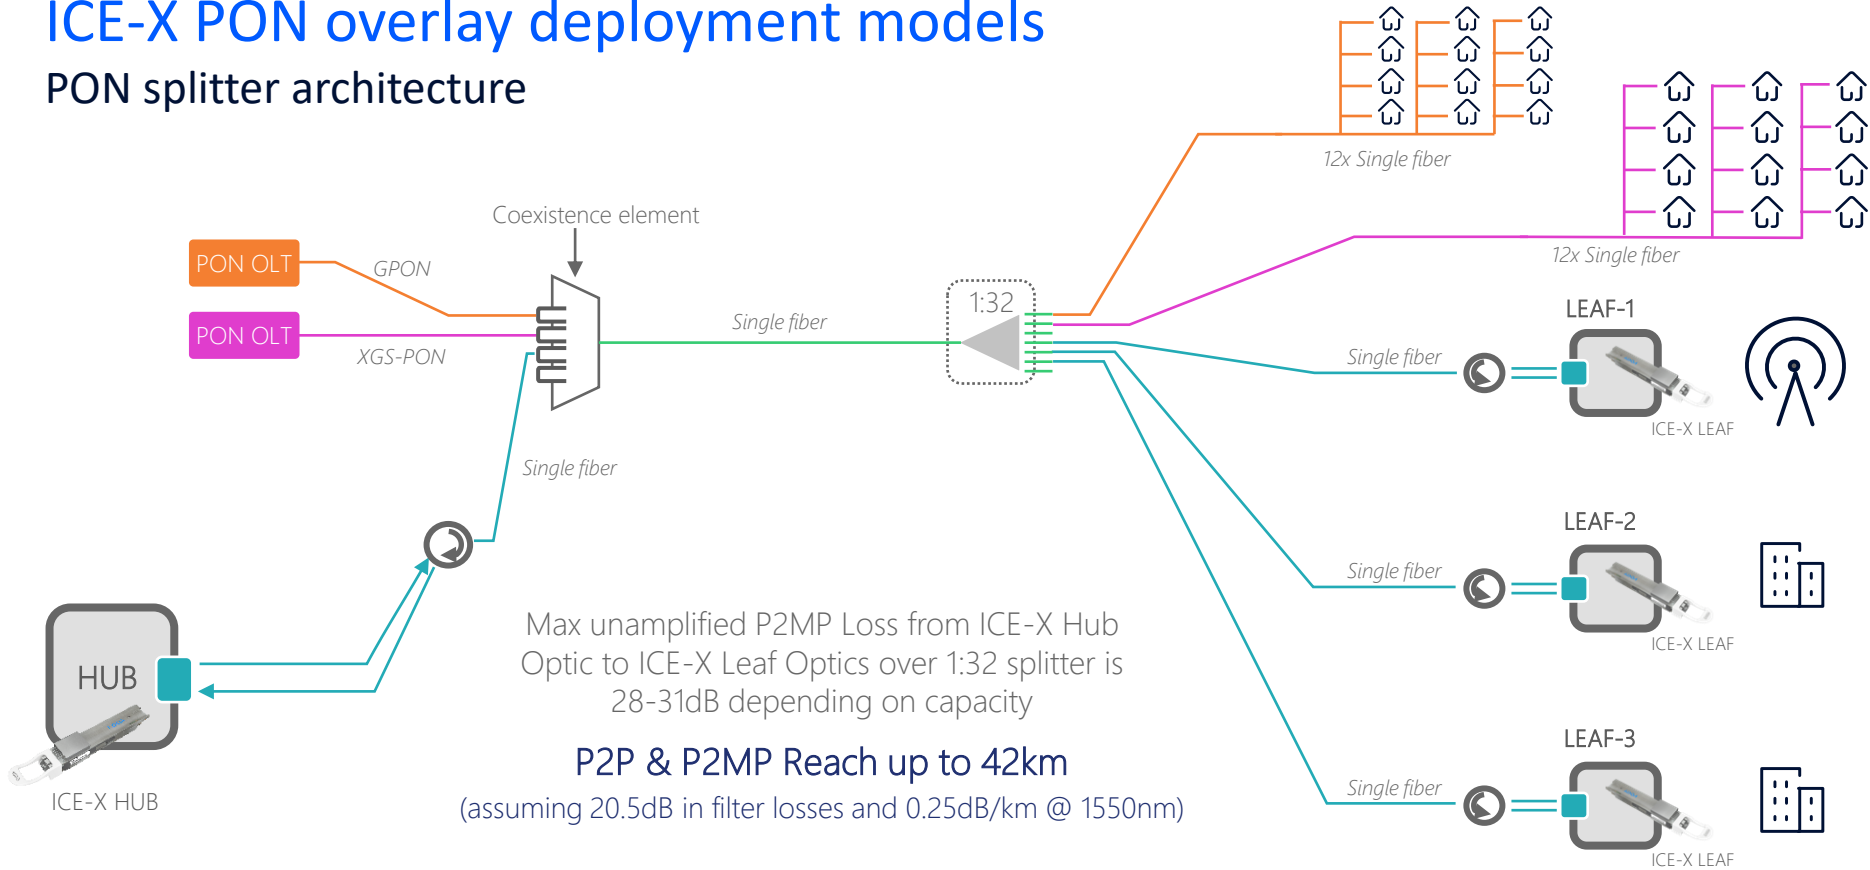 ICE-X PON overlay deployment models
PON splitter architecture
12x Single fiber
12x Single fiber
Coexistence element
PON OLT
GPON
PON OLT
XGS-PON
Single fiber
1:32
Single fiber
LEAF-1
Single fiber
ICE-X LEAF
LEAF-2
Single fiber
ICE-X LEAF
LEAF-3
Single fiber
ICE-X LEAF
HUB
ICE-X HUB
Max unamplified P2MP Loss from ICE-X Hub
Optic to ICE-X Leaf Optics over 1:32 splitter is
28-31dB depending on capacity
P2P & P2MP Reach up to 42km
(assuming 20.5dB in filter losses and 0.25dB/km @ 1550nm)